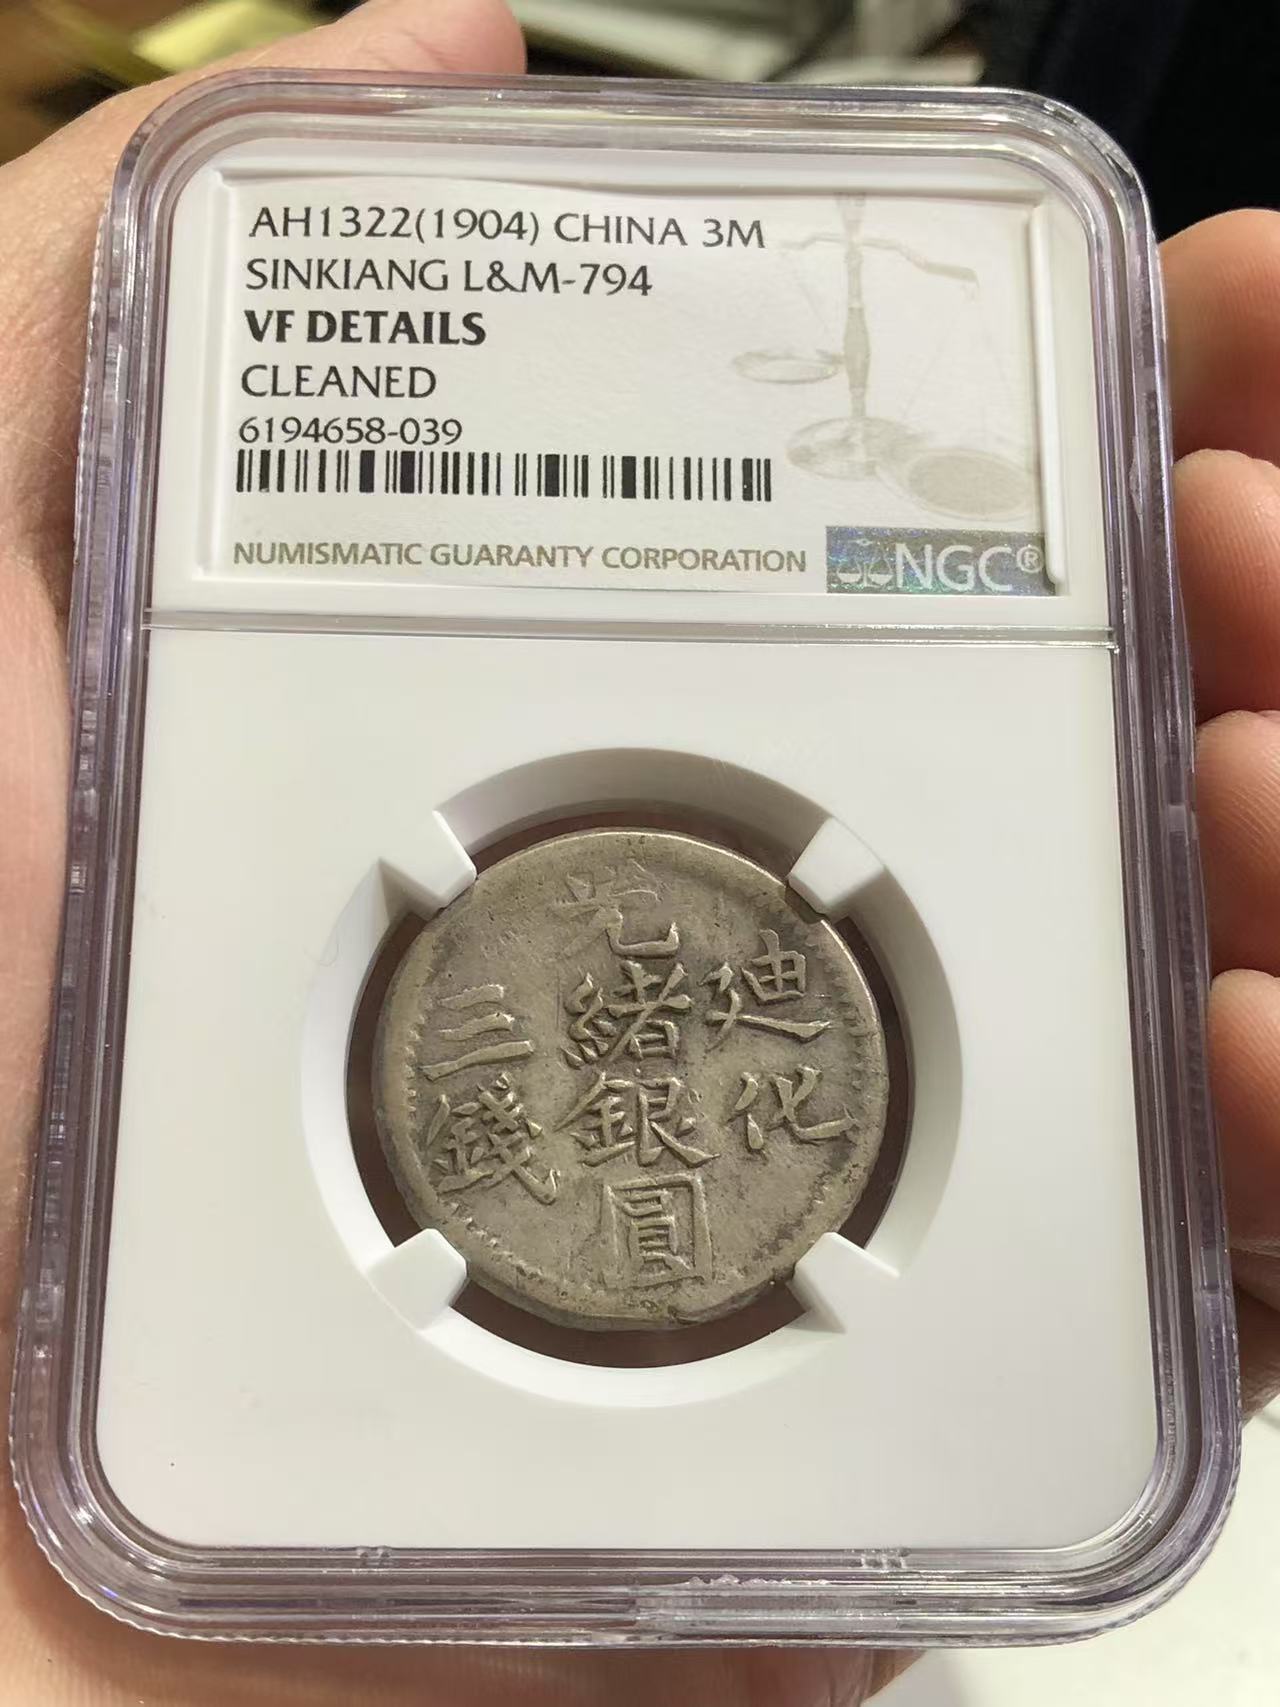 AH1322(1904) CHINA 3M
SINKIANG L&M-794
VF DETAILS
CLEANED
6194658-039
NUMISMATIC GUARANTY CORPORATION
NGC®
迪化
光緒銀圓
三錢